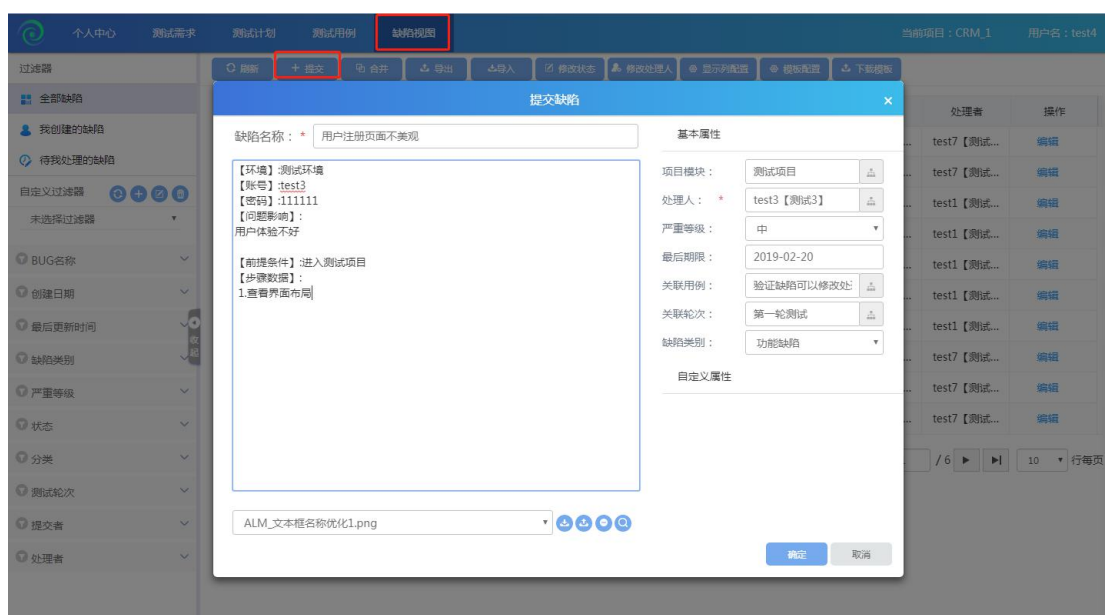 个人中心 测试需求 测试计划 测试用例 缺陷视图 当前项目：CRM_1 用户名：test4
过滤器
刷新 提交 合并 导出 导入 修改状态 修改处理人 显示列配置 模板配置 下载模板
全部缺陷
我创建的缺陷
待我处理的缺陷
自定义过滤器
未选择过滤器
BUG名称
创建日期
最后更新时间
缺陷类别
严重等级
状态
分类
测试轮次
提交者
处理者
收起
提交缺陷 ×
缺陷名称： * 用户注册页面不美观
【环境】:测试环境
【账号】:test3
【密码】:111111
【问题影响】:
用户体验不好
【前提条件】:进入测试项目
【步骤数据】:
1.查看界面布局
ALM_文本框名称优化1.png
基本属性
项目模块： 测试项目
处理人： * test3【测试3】
严重等级： 中
最后期限： 2019-02-20
关联用例： 验证缺陷可以修改处
关联轮次： 第一轮测试
缺陷类别： 功能缺陷
自定义属性
确定 取消
处理者 操作
... test7【测试... 编辑
... test7【测试... 编辑
... test1【测试... 编辑
... test1【测试... 编辑
... test1【测试... 编辑
... test1【测试... 编辑
... test1【测试... 编辑
... test7【测试... 编辑
... test7【测试... 编辑
... test7【测试... 编辑
/ 6 10 行每页